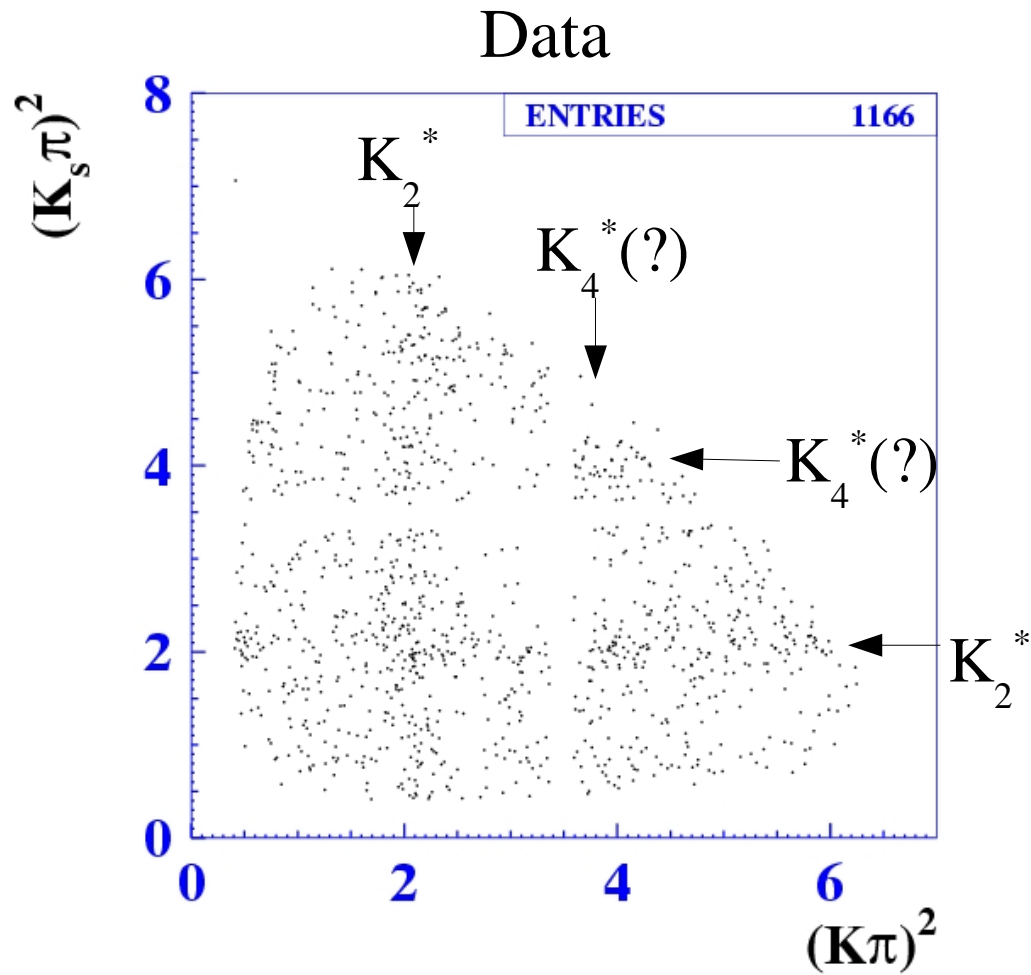 Data
ENTRIES 1166
K₂*
K₄*(?)
K₄*(?)
K₂*
(Kₛπ)²
8
6
4
2
0
0 2 4 6
(Kπ)²